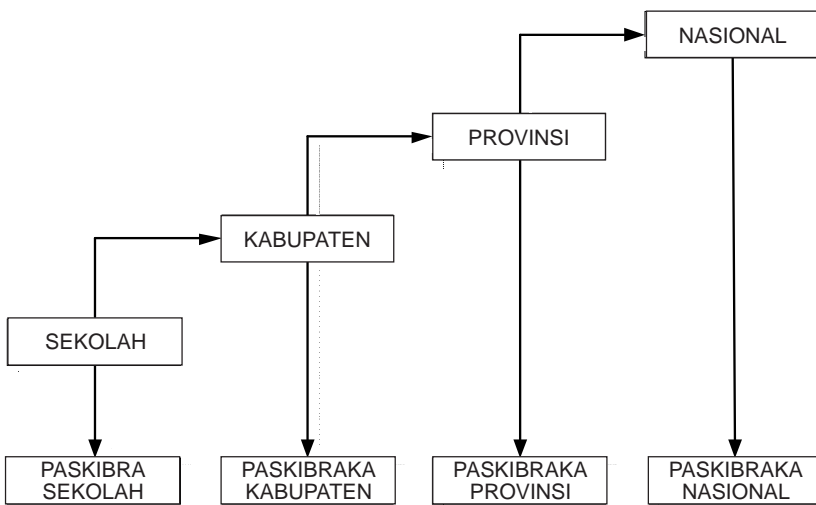 NASIONAL
PROVINSI
KABUPATEN
SEKOLAH
PASKIBRA
SEKOLAH
PASKIBRAKA
KABUPATEN
PASKIBRAKA
PROVINSI
PASKIBRAKA
NASIONAL